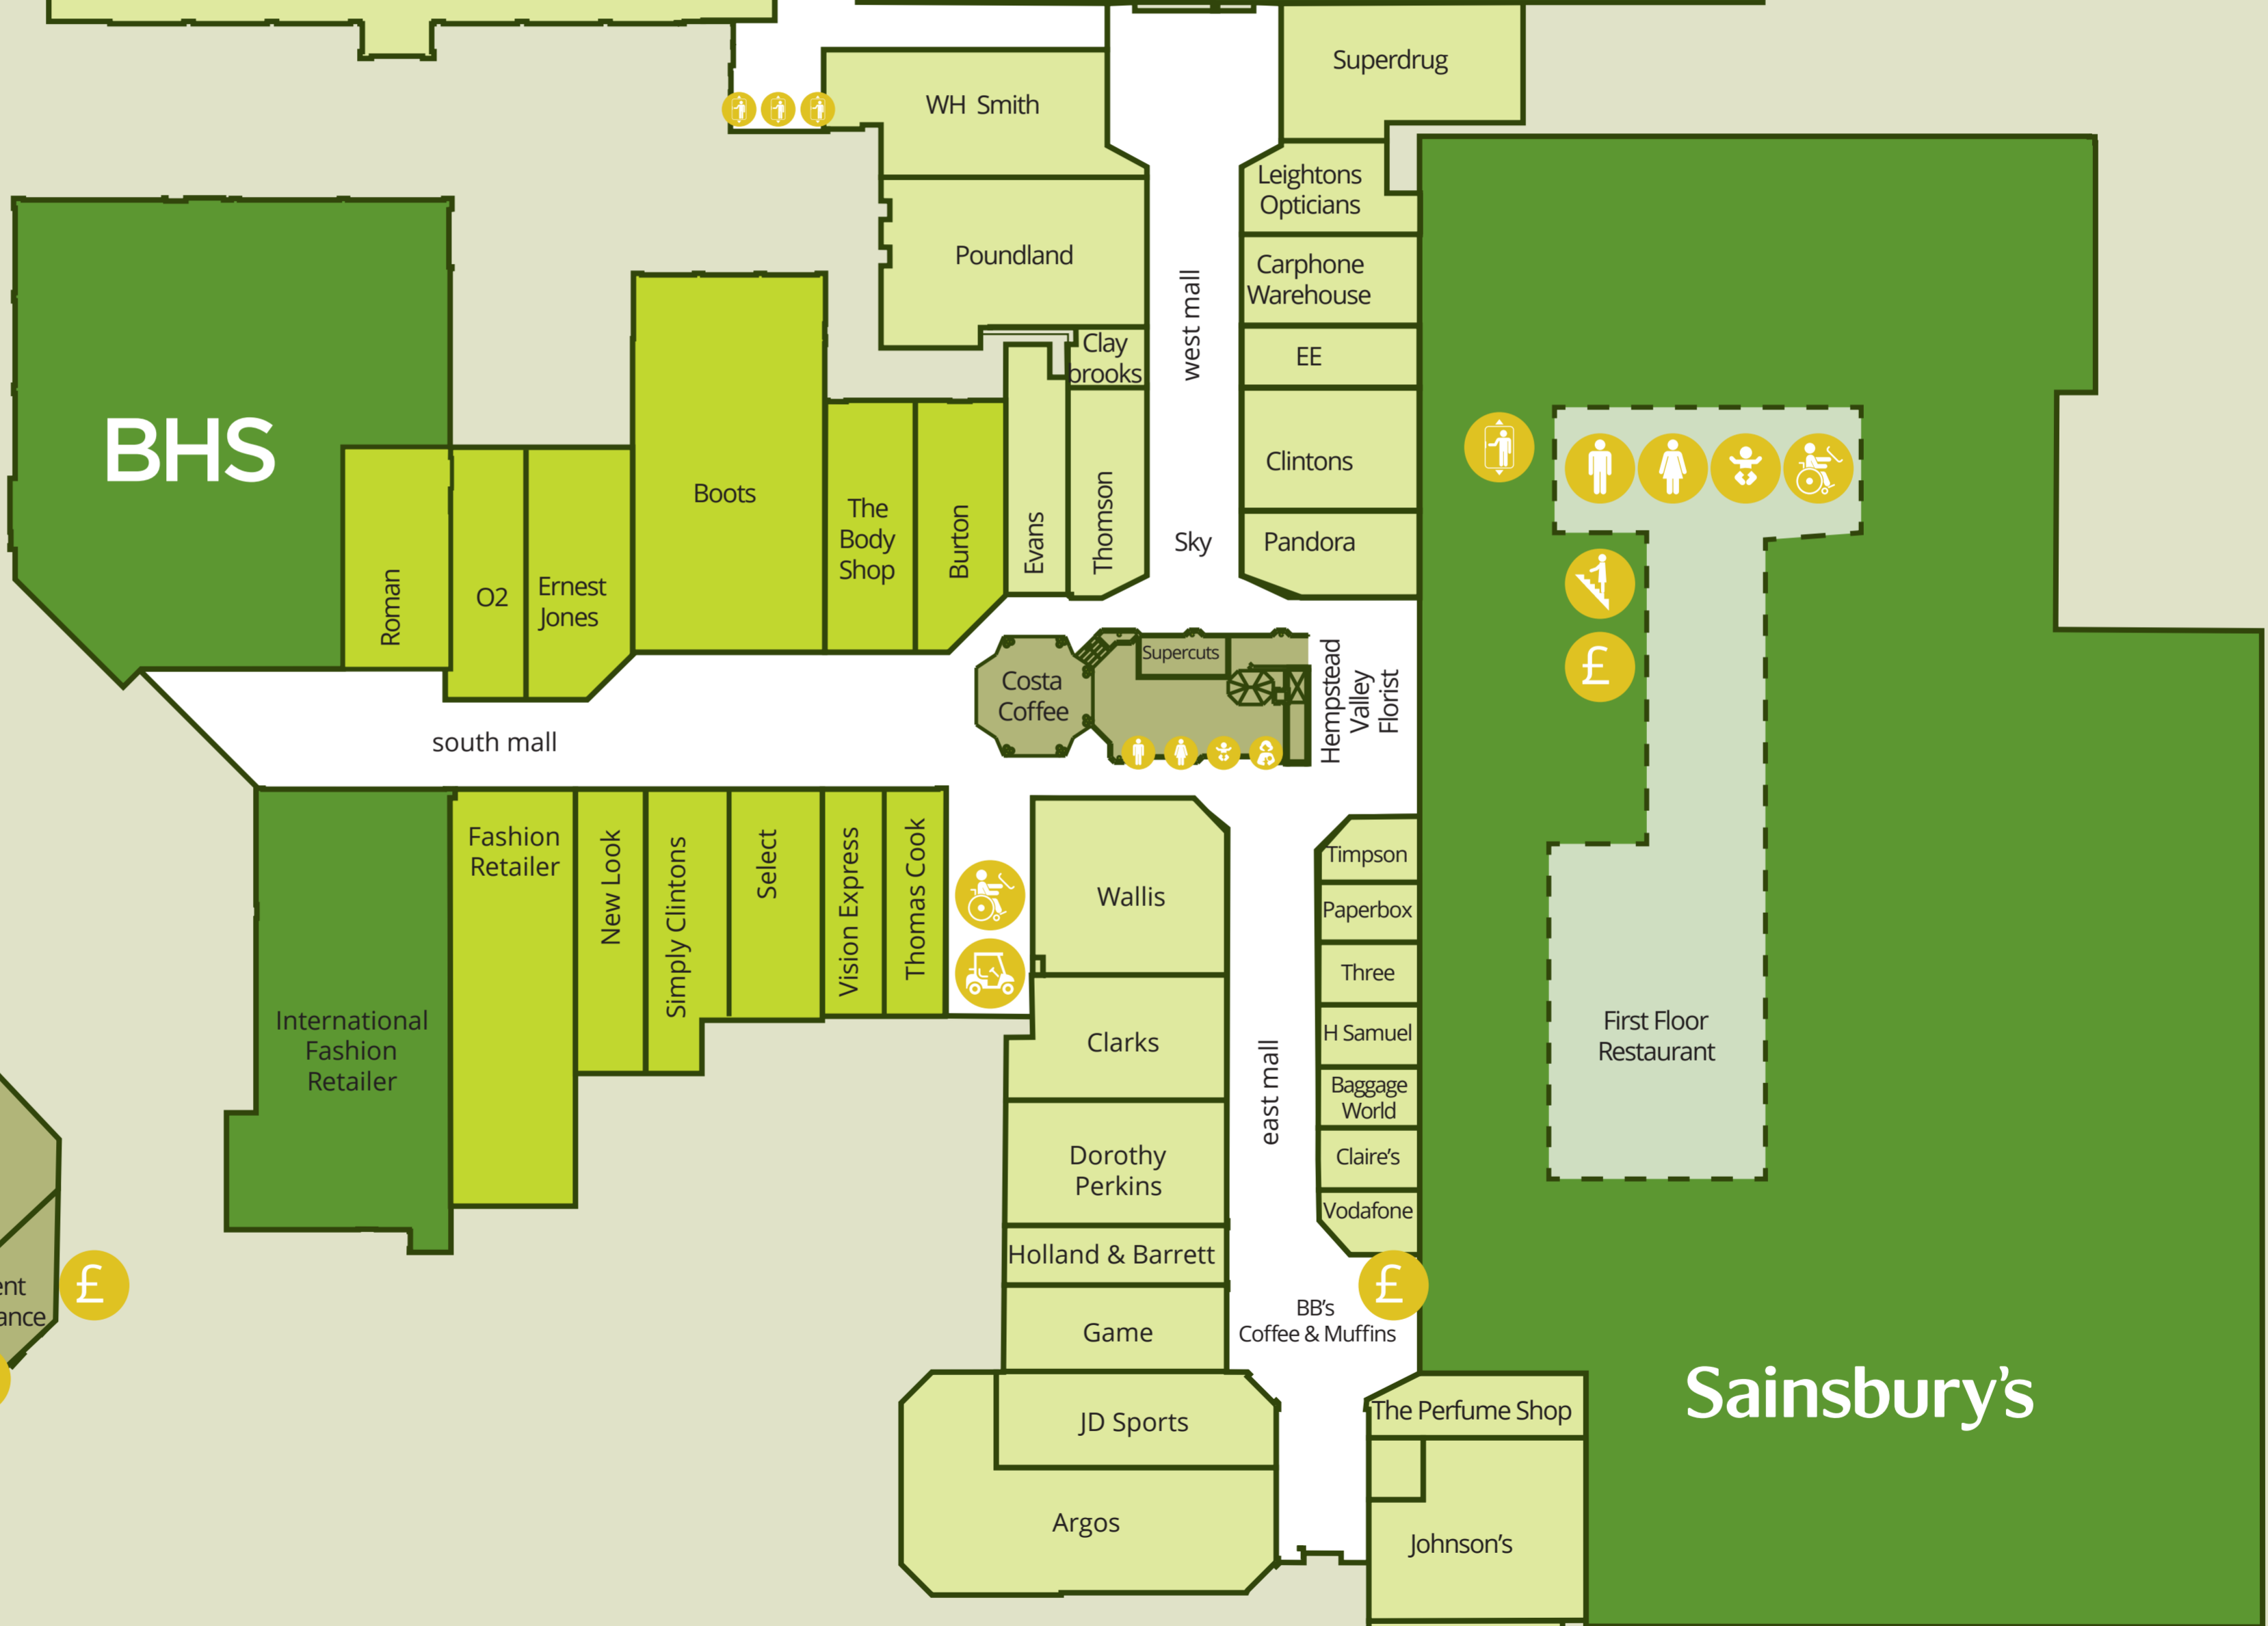 Superdrug
WH Smith
Leightons
Opticians
Poundland
Carphone
Warehouse
west mall
Clay
brooks
EE
BHS
Clintons
Boots
The
Body
Shop
Burton
Evans
Thomson
Sky
Pandora
Roman
O2
Ernest
Jones
Supercuts
Costa
Coffee
Hempstead
Valley
Florist
£
south mall
Fashion
Retailer
New Look
Simply Clintons
Select
Vision Express
Thomas Cook
Wallis
Timpson
Paperbox
Three
H Samuel
Baggage
World
Claire's
Vodafone
International
Fashion
Retailer
Clarks
east mall
First Floor
Restaurant
Dorothy
Perkins
Holland & Barrett
ent
ance
£
£
BB's
Coffee & Muffins
Game
JD Sports
The Perfume Shop
Sainsbury's
Argos
Johnson's